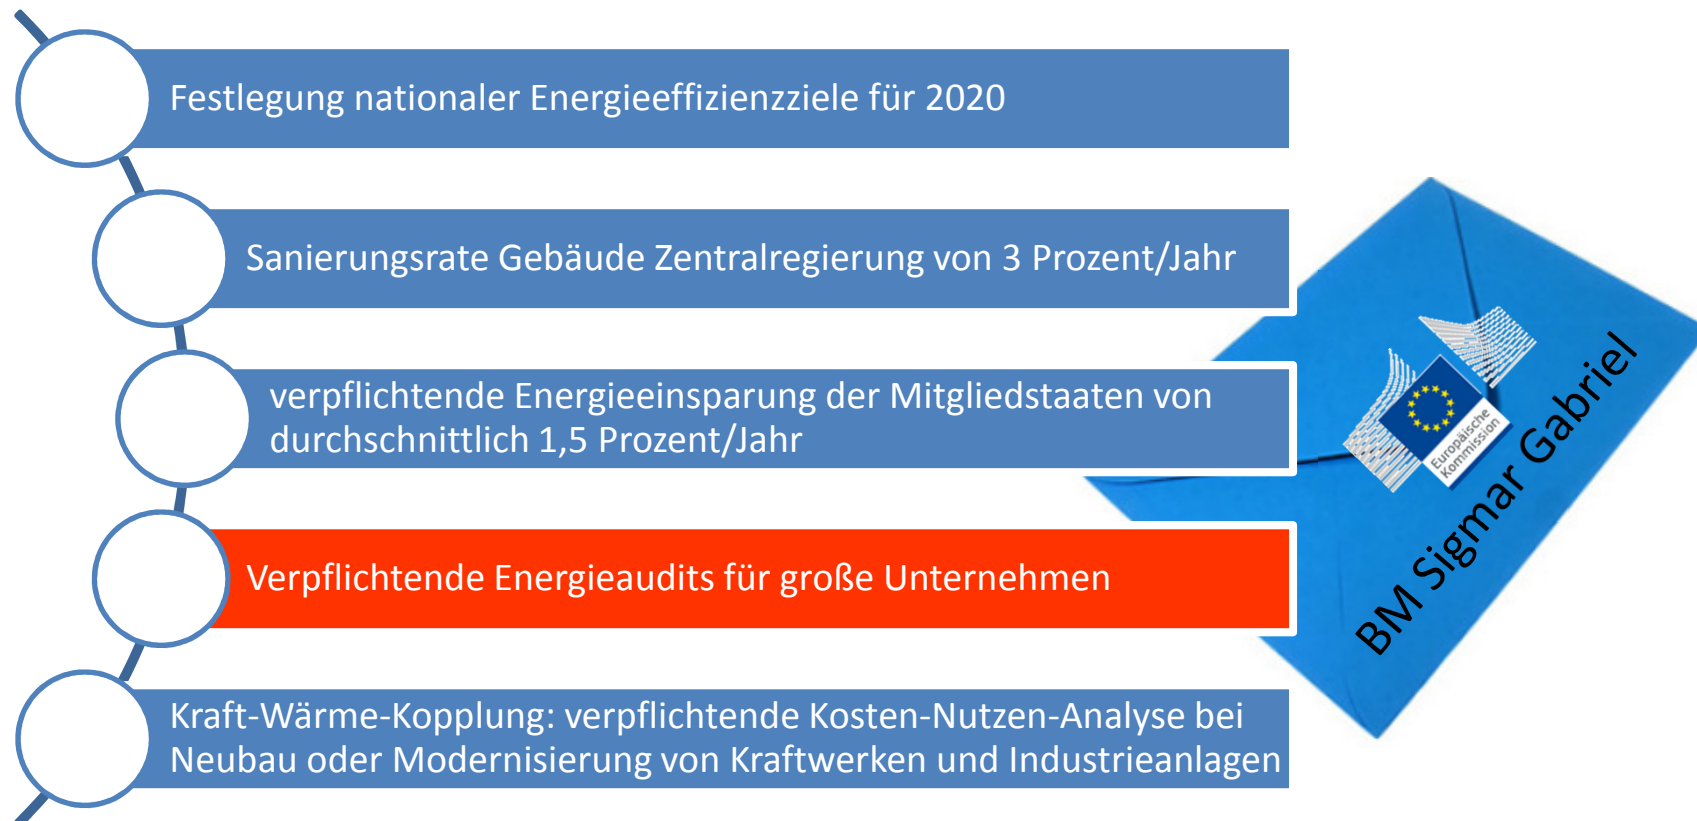 Festlegung nationaler Energieeffizienzziele für 2020
Sanierungsrate Gebäude Zentralregierung von 3 Prozent/Jahr
verpflichtende Energieeinsparung der Mitgliedstaaten von
durchschnittlich 1,5 Prozent/Jahr
Verpflichtende Energieaudits für große Unternehmen
Kraft-Wärme-Kopplung: verpflichtende Kosten-Nutzen-Analyse bei
Neubau oder Modernisierung von Kraftwerken und Industrieanlagen
Europäische
Kommission
BM Sigmar Gabriel